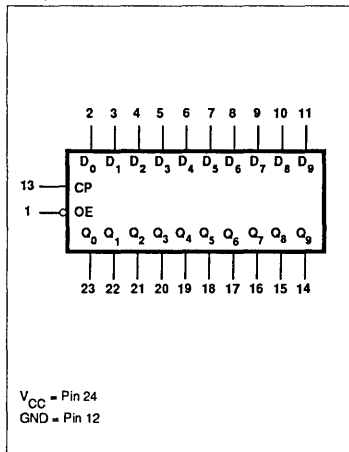 2 3 4 5 6 7 8 9 10 11
D0 D1 D2 D3 D4 D5 D6 D7 D8 D9
13 CP
1 OE
Q0 Q1 Q2 Q3 Q4 Q5 Q6 Q7 Q8 Q9
23 22 21 20 19 18 17 16 15 14
VCC = Pin 24
GND = Pin 12